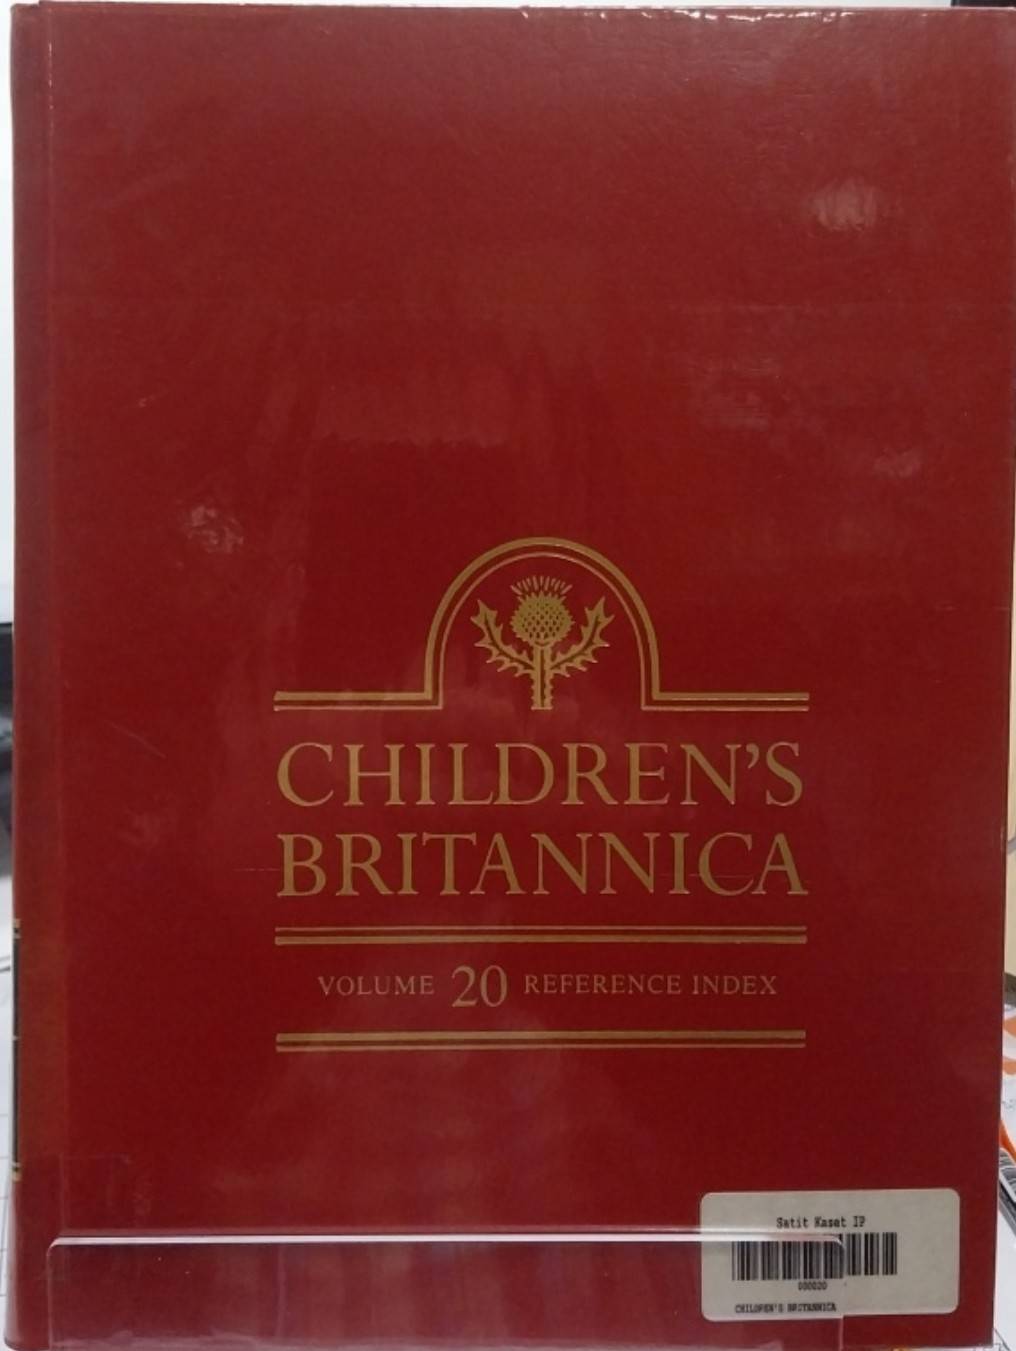 CHILDREN'S
BRITANNICA
VOLUME 20 REFERENCE INDEX
Satit Kaset IP
000020
CHILDREN'S BRITANNICA